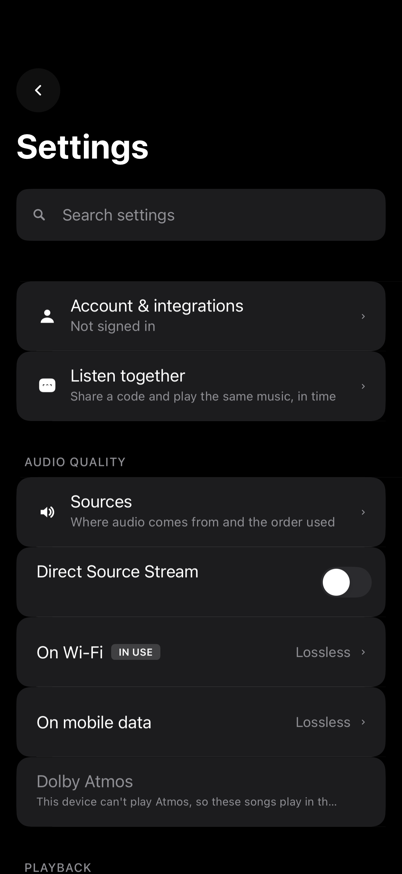 Settings
Search settings
Account & integrations
Not signed in
Listen together
Share a code and play the same music, in time
AUDIO QUALITY
Sources
Where audio comes from and the order used
Direct Source Stream
On Wi-Fi IN USE Lossless
On mobile data Lossless
Dolby Atmos
This device can't play Atmos, so these songs play in th...
PLAYBACK